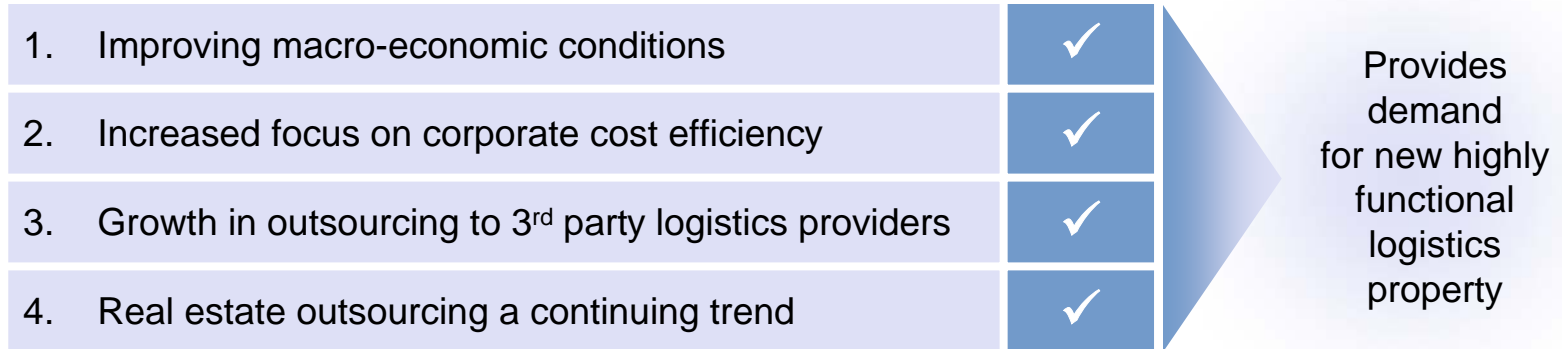 1. Improving macro-economic conditions ✓
2. Increased focus on corporate cost efficiency ✓
3. Growth in outsourcing to 3rd party logistics providers ✓
4. Real estate outsourcing a continuing trend ✓
Provides
demand
for new highly
functional
logistics
property